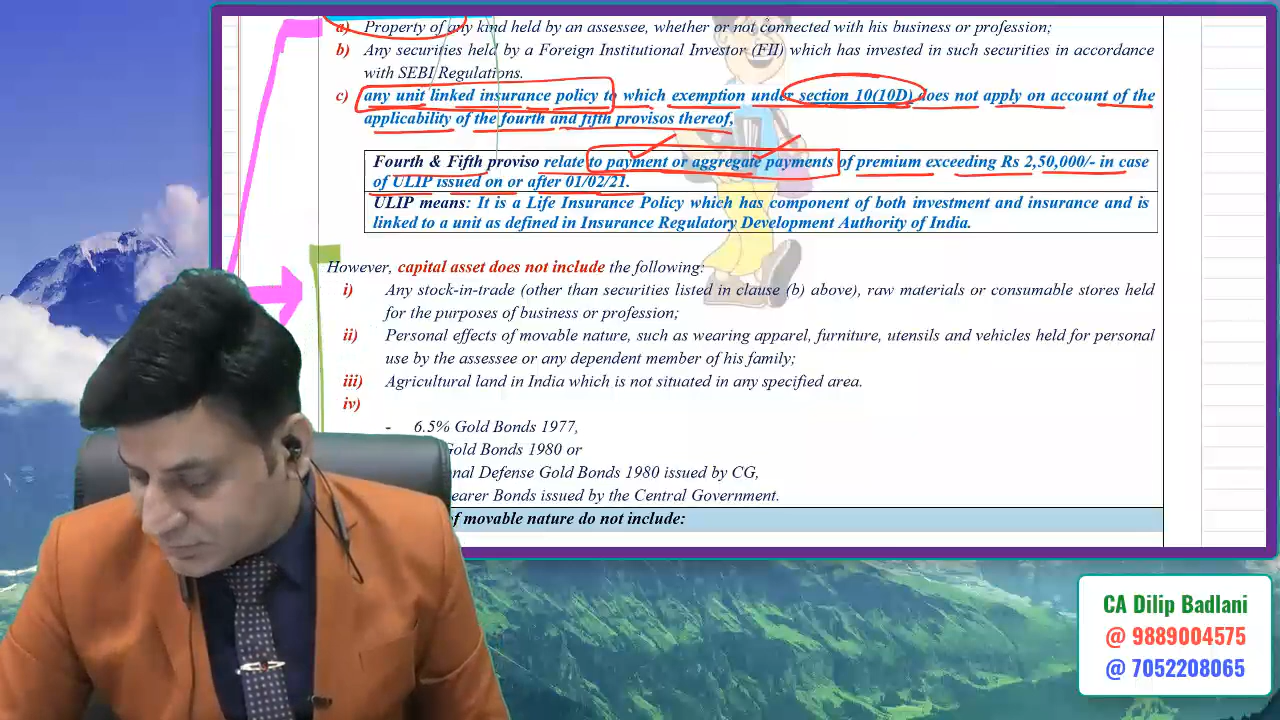 a) Property of any kind held by an assessee, whether or not connected with his business or profession;
b) Any securities held by a Foreign Institutional Investor (FII) which has invested in such securities in accordance
with SEBI Regulations.
c) any unit linked insurance policy to which exemption under section 10(10D) does not apply on account of the
applicability of the fourth and fifth provisos thereof,
Fourth & Fifth proviso relate to payment or aggregate payments of premium exceeding Rs 2,50,000/- in case
of ULIP issued on or after 01/02/21.
ULIP means: It is a Life Insurance Policy which has component of both investment and insurance and is
linked to a unit as defined in Insurance Regulatory Development Authority of India.
However, capital asset does not include the following:
i) Any stock-in-trade (other than securities listed in clause (b) above), raw materials or consumable stores held
for the purposes of business or profession;
ii) Personal effects of movable nature, such as wearing apparel, furniture, utensils and vehicles held for personal
use by the assessee or any dependent member of his family;
iii) Agricultural land in India which is not situated in any specified area.
iv)
- 6.5% Gold Bonds 1977,
Gold Bonds 1980 or
Defense Gold Bonds 1980 issued by CG,
Bonds issued by the Central Government.
of movable nature do not include:
CA Dilip Badlani
@ 9889004575
@ 7052208065